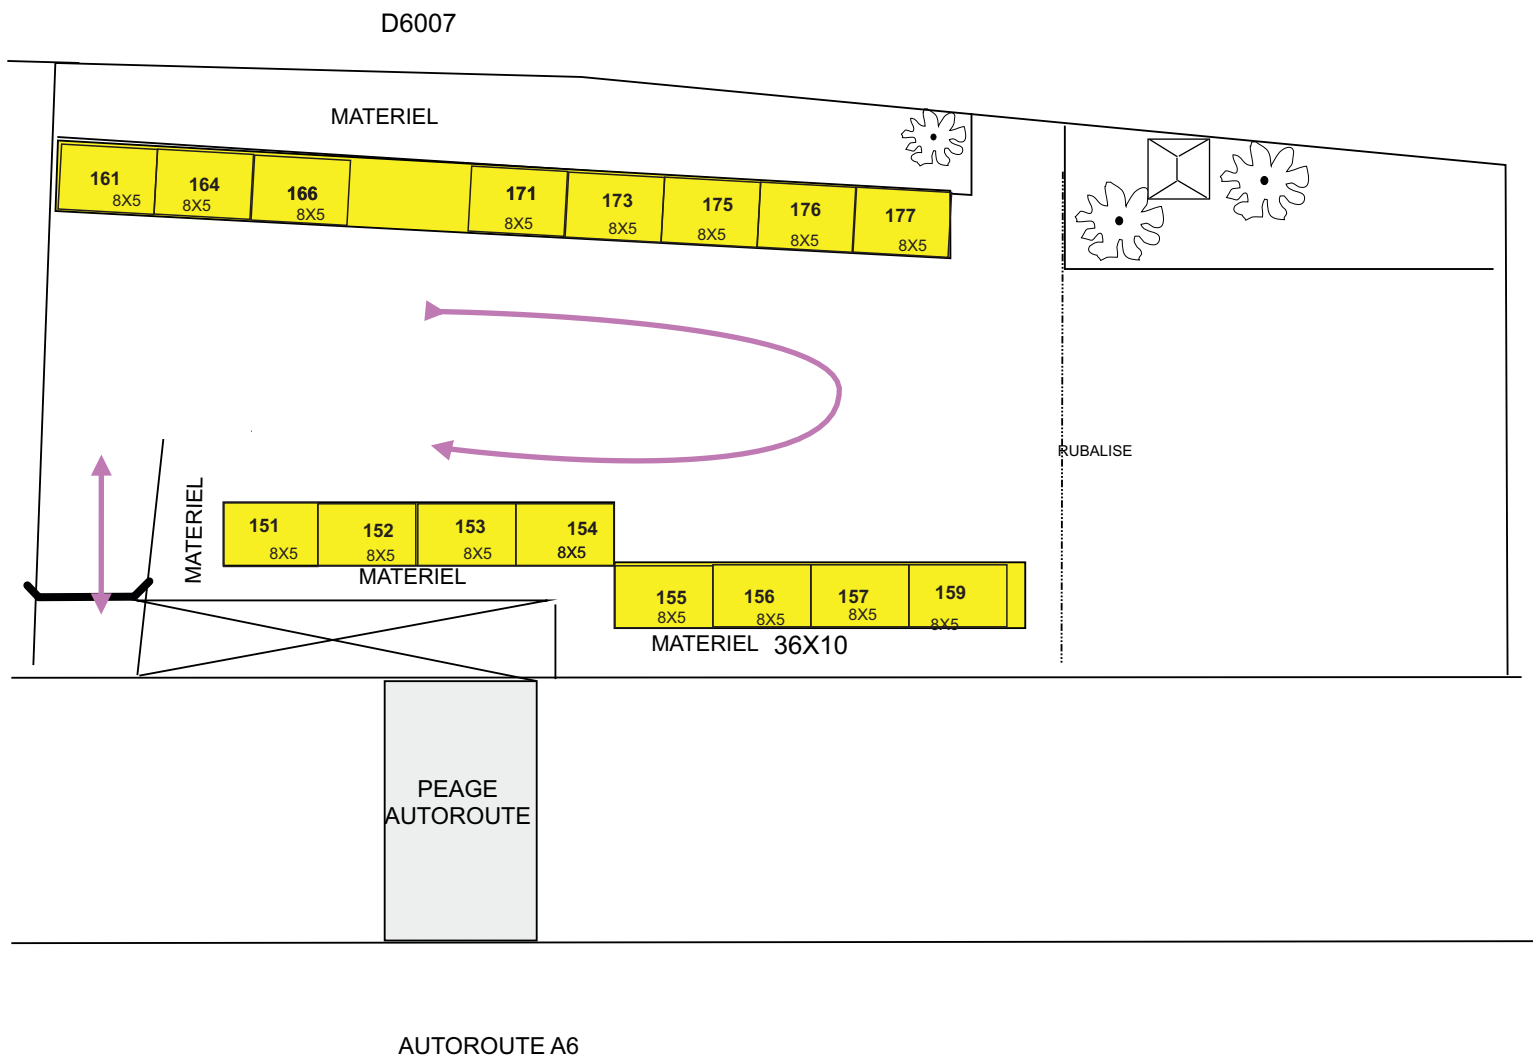 D6007
MATERIEL
161
8X5
164
8X5
166
8X5
171
8X5
173
8X5
175
8X5
176
8X5
177
8X5
RUBALISE
MATERIEL
151
8X5
152
8X5
153
8X5
154
8X5
MATERIEL
155
8X5
156
8X5
157
8X5
159
8X5
MATERIEL 36X10
PEAGE
AUTOROUTE
AUTOROUTE A6